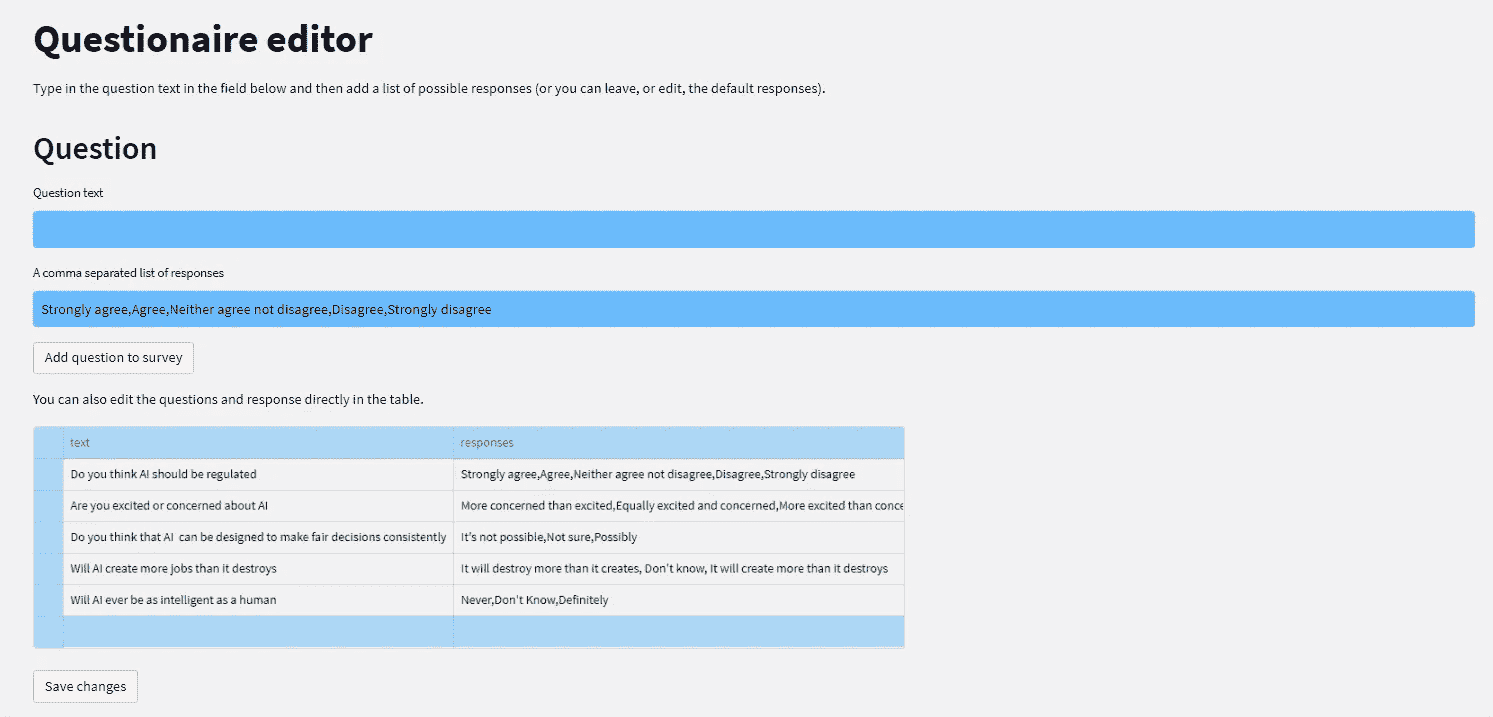 Questionaire editor
Type in the question text in the field below and then add a list of possible responses (or you can leave, or edit, the default responses).
Question
Question text
A comma separated list of responses
Strongly agree,Agree,Neither agree not disagree,Disagree,Strongly disagree
Add question to survey
You can also edit the questions and response directly in the table.
text responses
Do you think AI should be regulated Strongly agree,Agree,Neither agree not disagree,Disagree,Strongly disagree
Are you excited or concerned about AI More concerned than excited,Equally excited and concerned,More excited than conce
Do you think that AI can be designed to make fair decisions consistently It's not possible,Not sure,Possibly
Will AI create more jobs than it destroys It will destroy more than it creates, Don't know, It will create more than it destroys
Will AI ever be as intelligent as a human Never,Don't Know,Definitely
Save changes